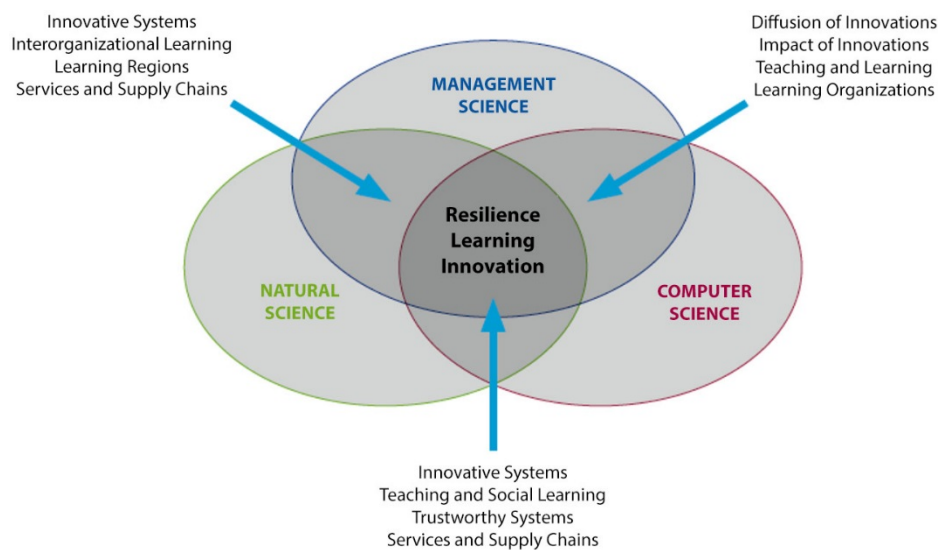 Innovative Systems
Interorganizational Learning
Learning Regions
Services and Supply Chains
Diffusion of Innovations
Impact of Innovations
Teaching and Learning
Learning Organizations
MANAGEMENT
SCIENCE
Resilience
Learning
Innovation
NATURAL
SCIENCE
COMPUTER
SCIENCE
Innovative Systems
Teaching and Social Learning
Trustworthy Systems
Services and Supply Chains